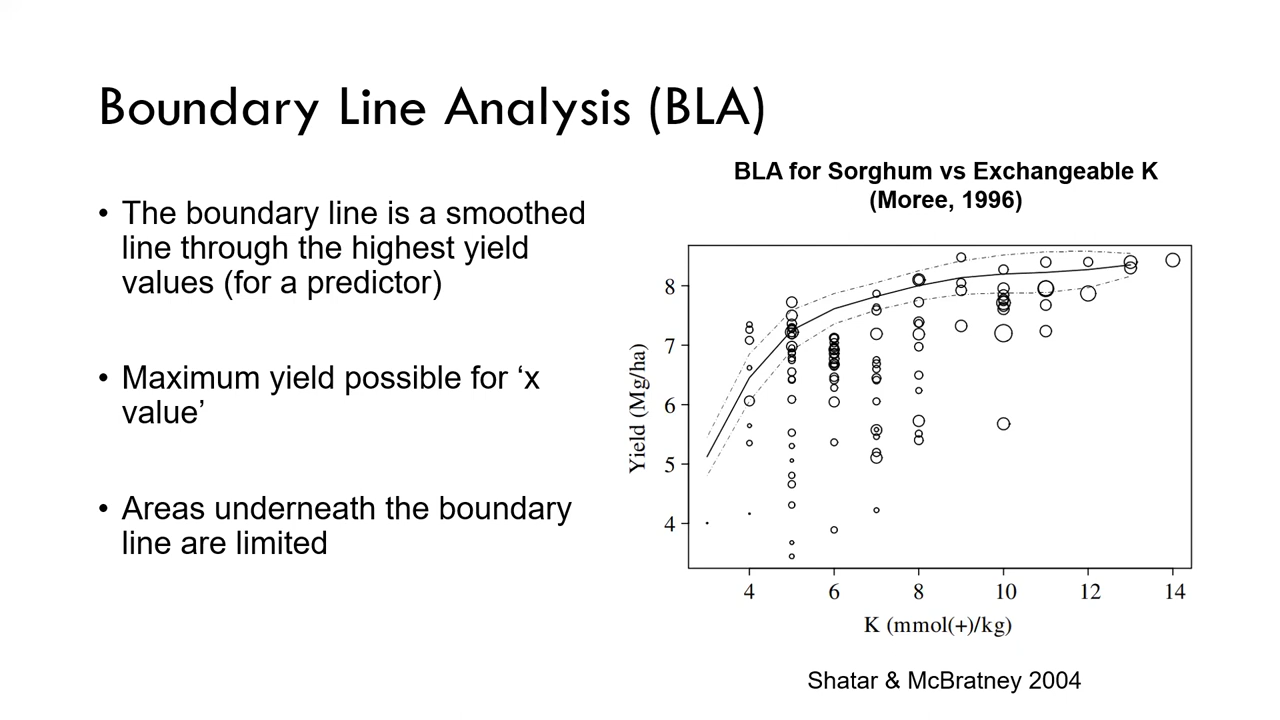 Boundary Line Analysis (BLA)
• The boundary line is a smoothed
line through the highest yield
values (for a predictor)
• Maximum yield possible for ‘x
value’
• Areas underneath the boundary
line are limited
BLA for Sorghum vs Exchangeable K
(Moree, 1996)
8
7
6
5
4
Yield (Mg/ha)
4 6 8 10 12 14
K (mmol(+)/kg)
Shatar & McBratney 2004